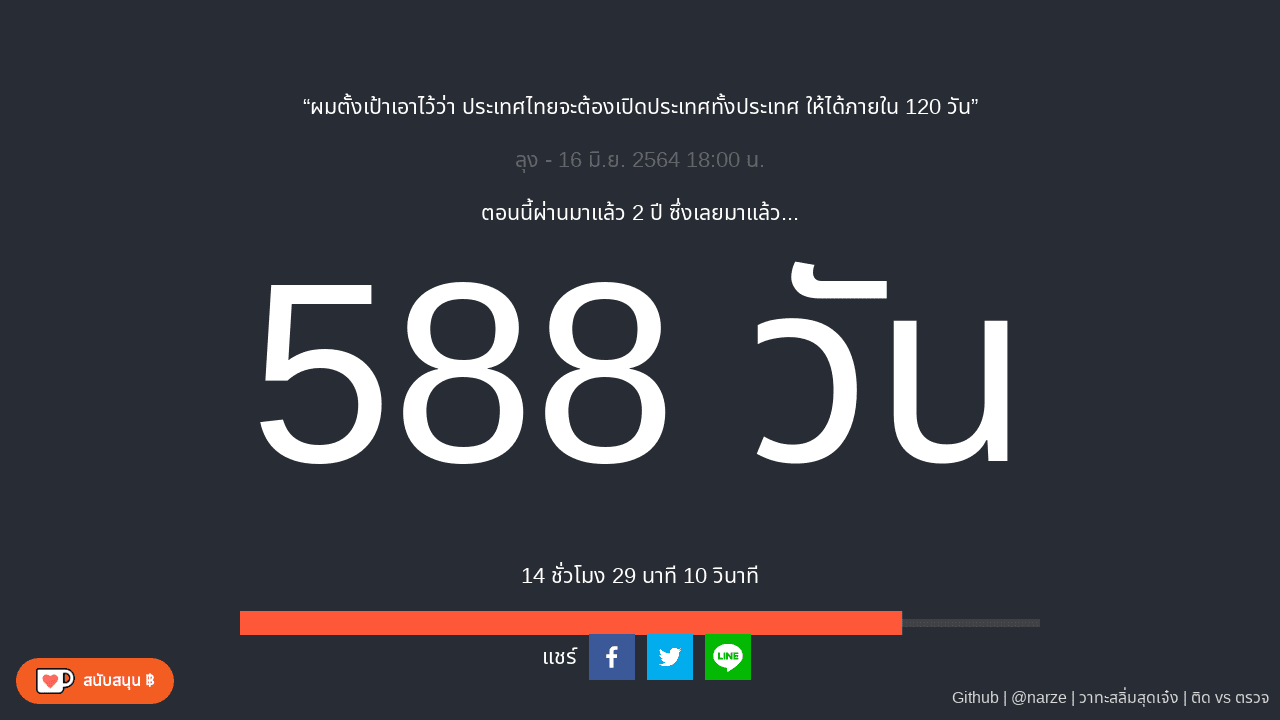 “ผมตั้งเป้าเอาไว้ว่า ประเทศไทยจะต้องเปิดประเทศทั้งประเทศ ให้ได้ภายใน 120 วัน”
ลุง - 16 มิ.ย. 2564 18:00 น.
ตอนนี้ผ่านมาแล้ว 2 ปี ซึ่งเลยมาแล้ว...
588 วัน
14 ชั่วโมง 29 นาที 10 วินาที
แชร์
LINE
สนับสนุน ฿
Github | @narze | วาทะสลิ่มสุดเจ๋ง | ติด vs ตรวจ